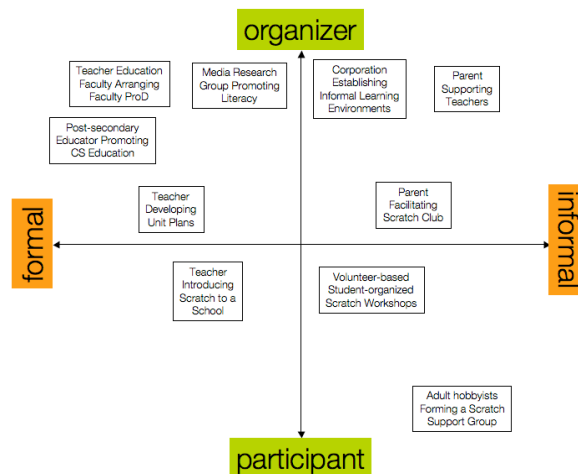 organizer
Teacher Education
Faculty Arranging
Faculty ProD
Media Research
Group Promoting
Literacy
Corporation
Establishing
Informal Learning
Environments
Parent
Supporting
Teachers
Post-secondary
Educator Promoting
CS Education
Teacher
Developing
Unit Plans
Parent
Facilitating
Scratch Club
formal
informal
Teacher
Introducing
Scratch to a
School
Volunteer-based
Student-organized
Scratch Workshops
Adult hobbyists
Forming a Scratch
Support Group
participant